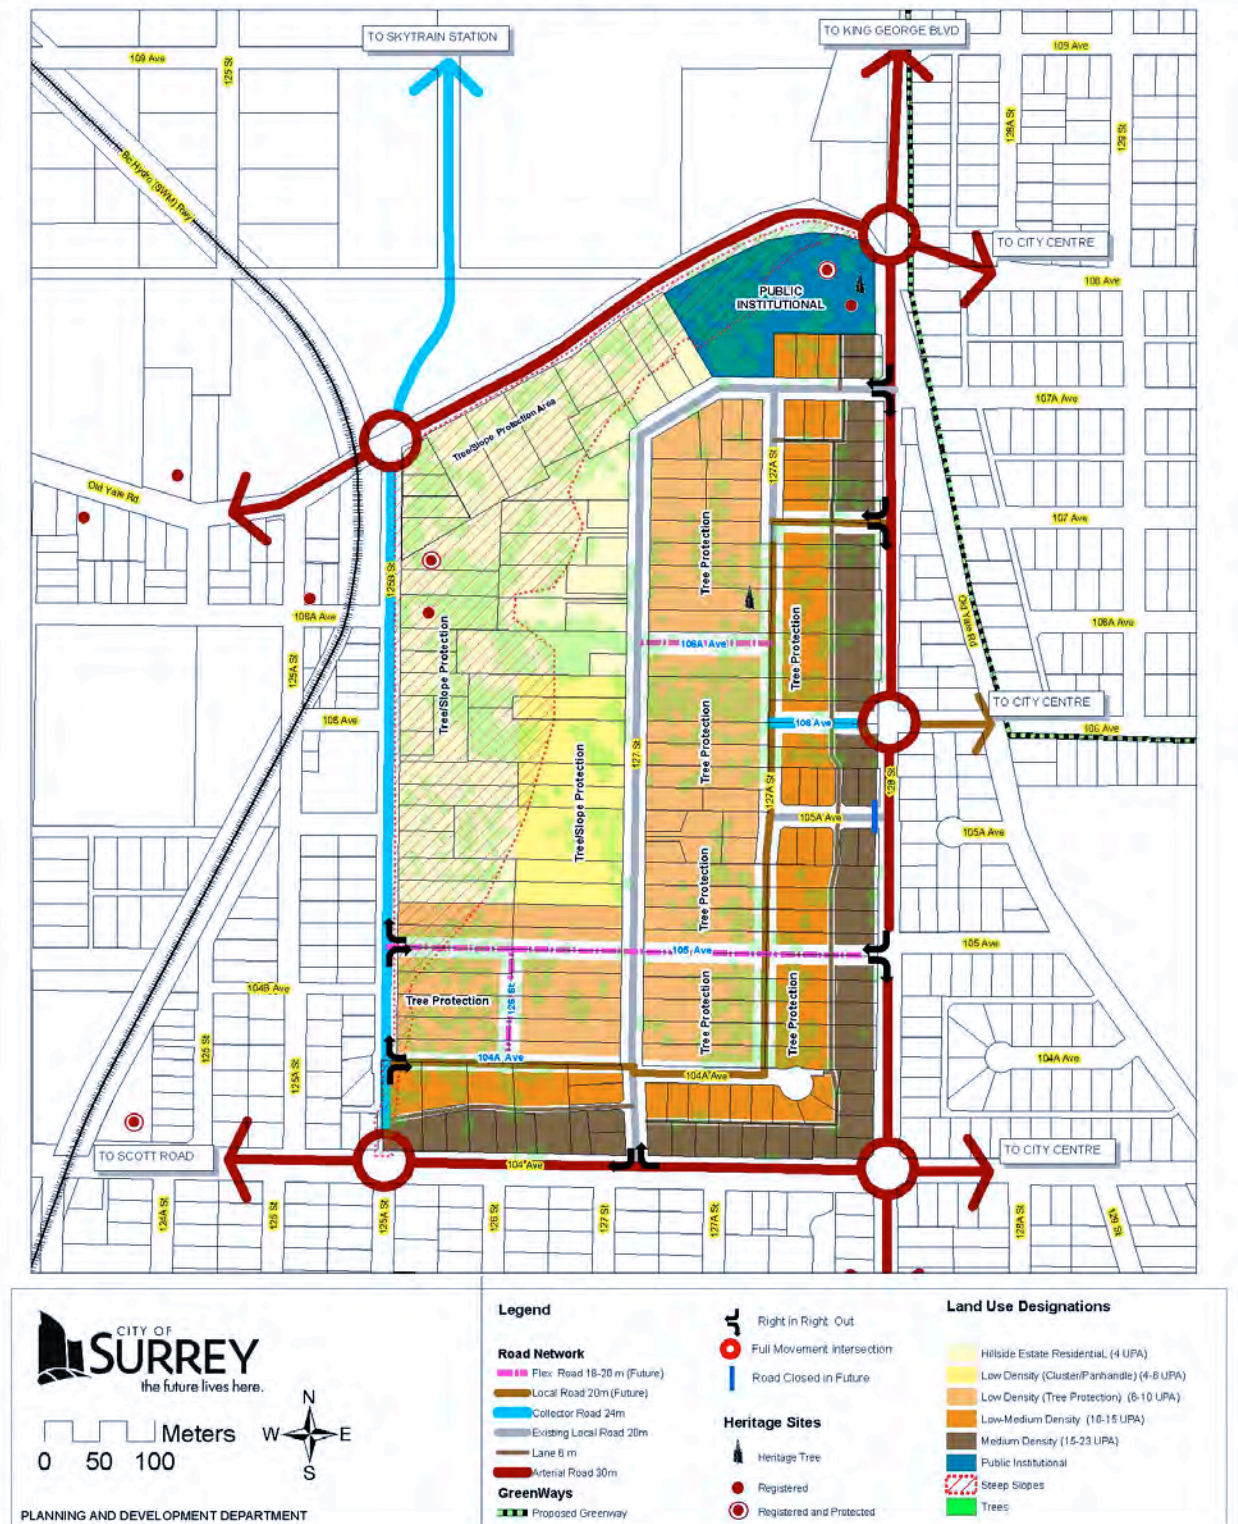 TO SKYTRAIN STATION
TO KING GEORGE BLVD
109 Ave
125 St
109 Ave
128A St
129 St
Bc Hydro (SWM) Rwy
TO CITY CENTRE
108 Ave
PUBLIC
INSTITUTIONAL
107A Ave
Tree/Slope Protection Area
127A St
Old Yale Rd
107 Ave
Tree Protection
125B St
Old Yale Rd
106A Ave
106A Ave
Tree/Slope Protection
Tree Protection
106A Ave
125A St
106 Ave
TO CITY CENTRE
106 Ave
106 Ave
127 St
Tree Protection
127A St
128 St
Tree/Slope Protection
105A Ave
105A Ave
Tree Protection
105 Ave
105 Ave
104B Ave
Tree Protection
126 St
Tree Protection
Tree Protection
125 St
104A Ave
104A Ave
104A Ave
125A St
TO SCOTT ROAD
104 Ave
TO CITY CENTRE
124A St
125 St
125A St
126 St
127 St
127A St
128A St
129 St
CITY OF
SURREY
the future lives here.
N
W E
S
Meters
0 50 100
PLANNING AND DEVELOPMENT DEPARTMENT
Legend
Road Network
Flex Road 18-20 m (Future)
Local Road 20m (Future)
Collector Road 24m
Existing Local Road 20m
Lane 6 m
Arterial Road 30m
GreenWays
Proposed Greenway
Right in Right Out
Full Movement Intersection
Road Closed in Future
Heritage Sites
Heritage Tree
Registered
Registered and Protected
Land Use Designations
Hillside Estate Residential, (4 UPA)
Low Density (Cluster/Panhandle) (4-6 UPA)
Low Density (Tree Protection) (6-10 UPA)
Low-Medium Density (10-15 UPA)
Medium Density (15-23 UPA)
Public Institutional
Steep Slopes
Trees